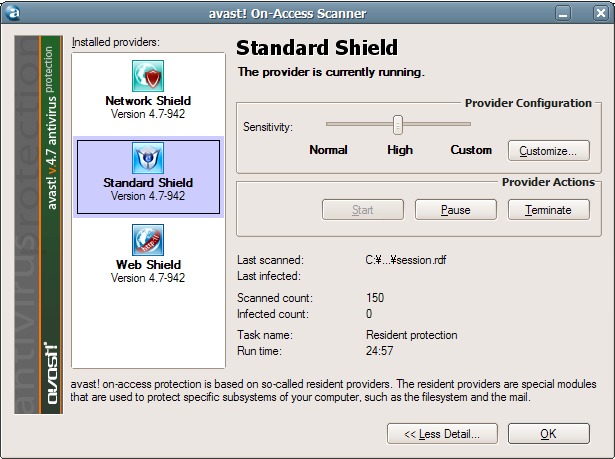 avast! On-Access Scanner
Installed providers:
Network Shield
Version 4.7-942
Standard Shield
Version 4.7-942
Web Shield
Version 4.7-942
antivirusprotection
avast! v4.7 antivirus protection
avast!
Standard Shield
The provider is currently running.
Provider Configuration
Sensitivity:
Normal High Custom
Customize...
Provider Actions
Start Pause Terminate
Last scanned: C:¥...¥session.rdf
Last infected:
Scanned count: 150
Infected count: 0
Task name: Resident protection
Run time: 24:57
avast! on-access protection is based on so-called resident providers. The resident providers are special modules
that are used to protect specific subsystems of your computer, such as the filesystem and the mail.
<< Less Detail... OK